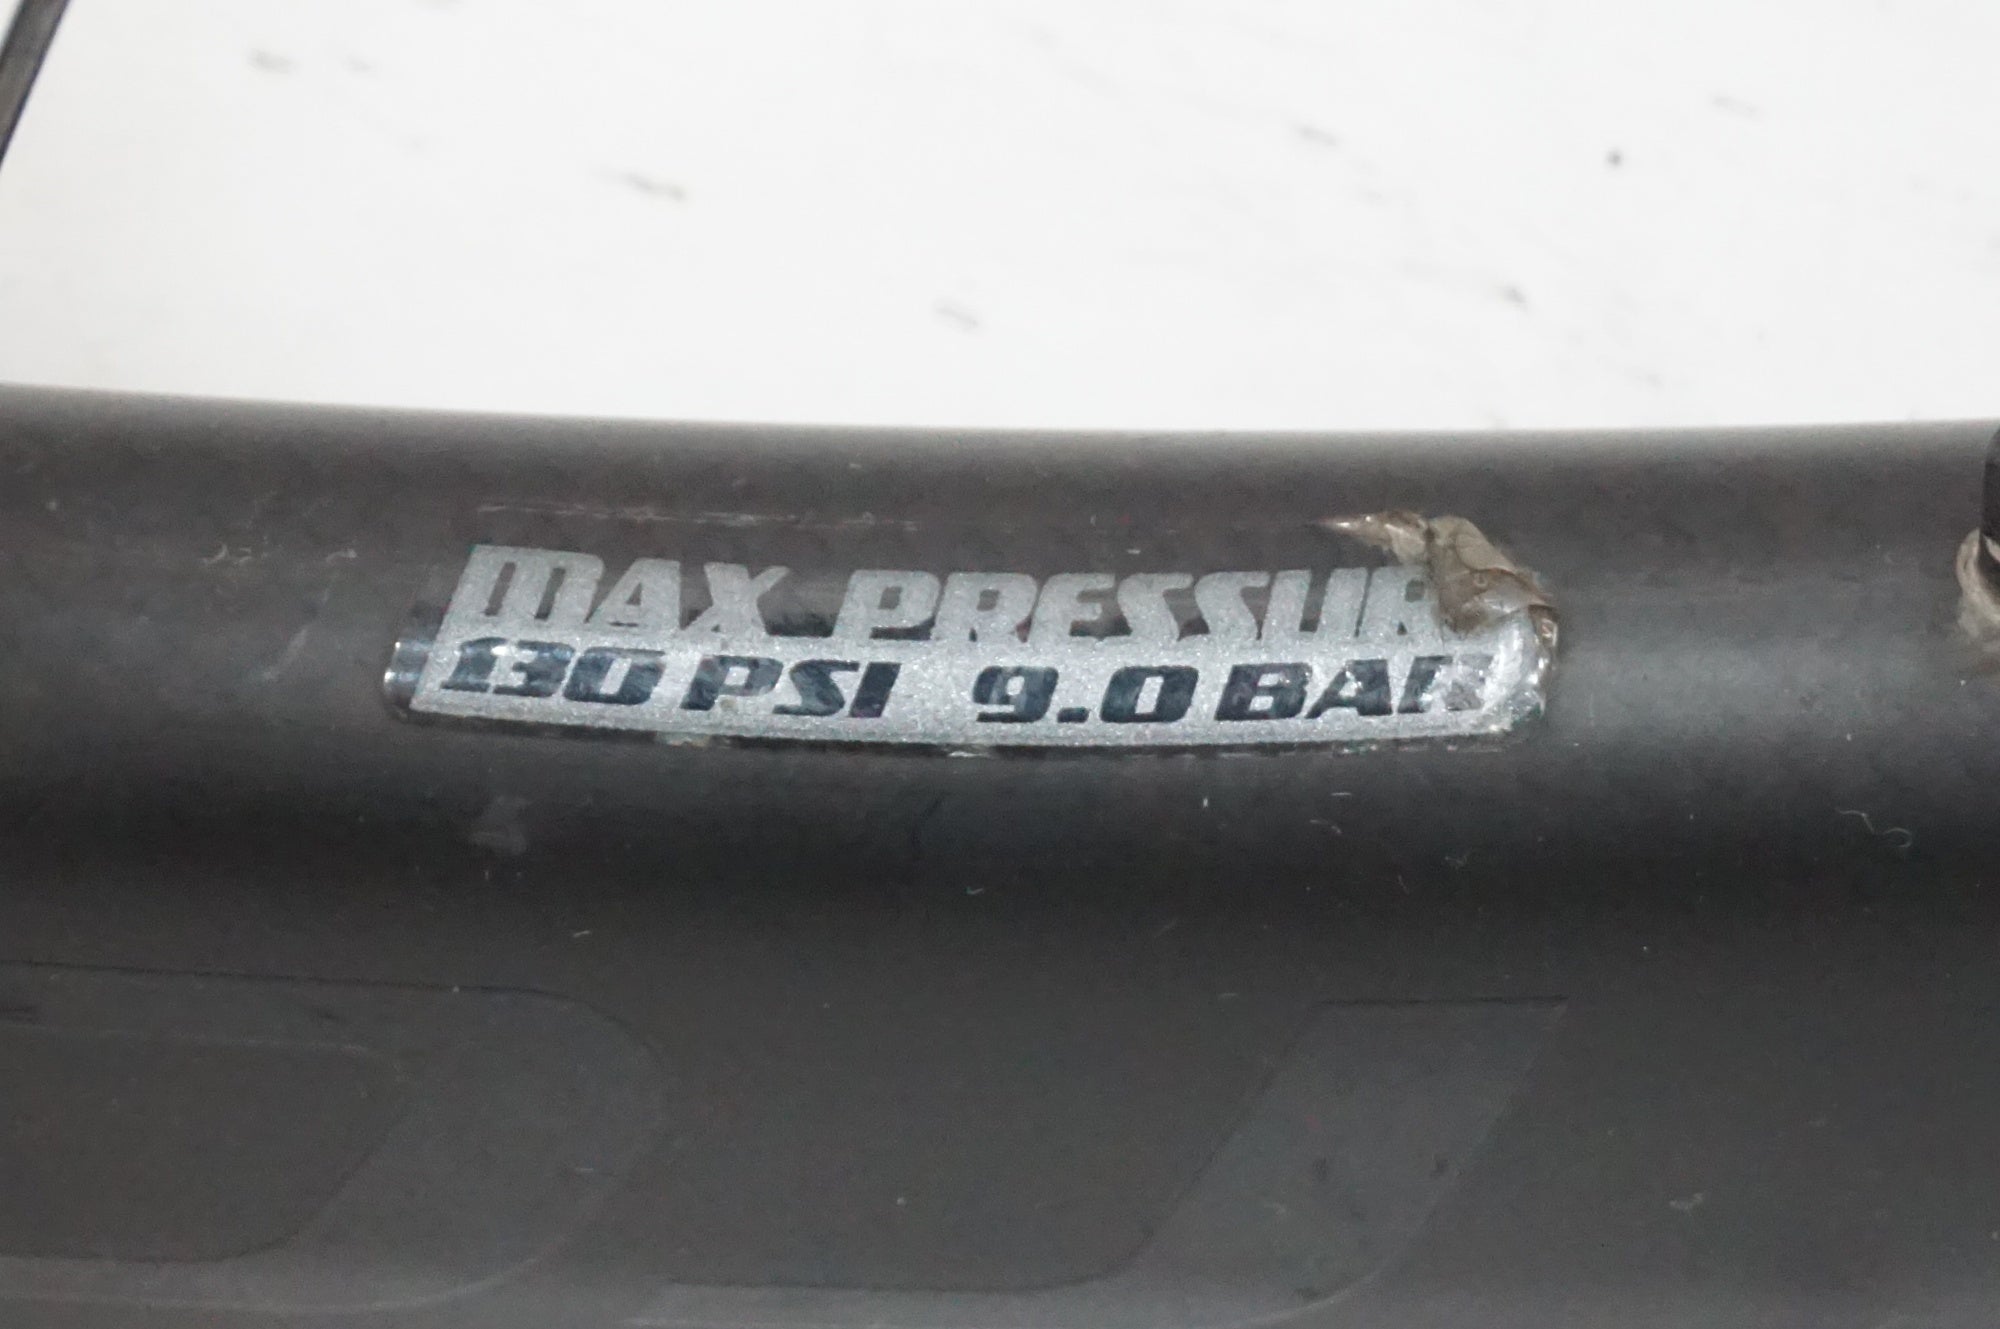 MAX PRESSUR
130 PSI 9.0 BAR